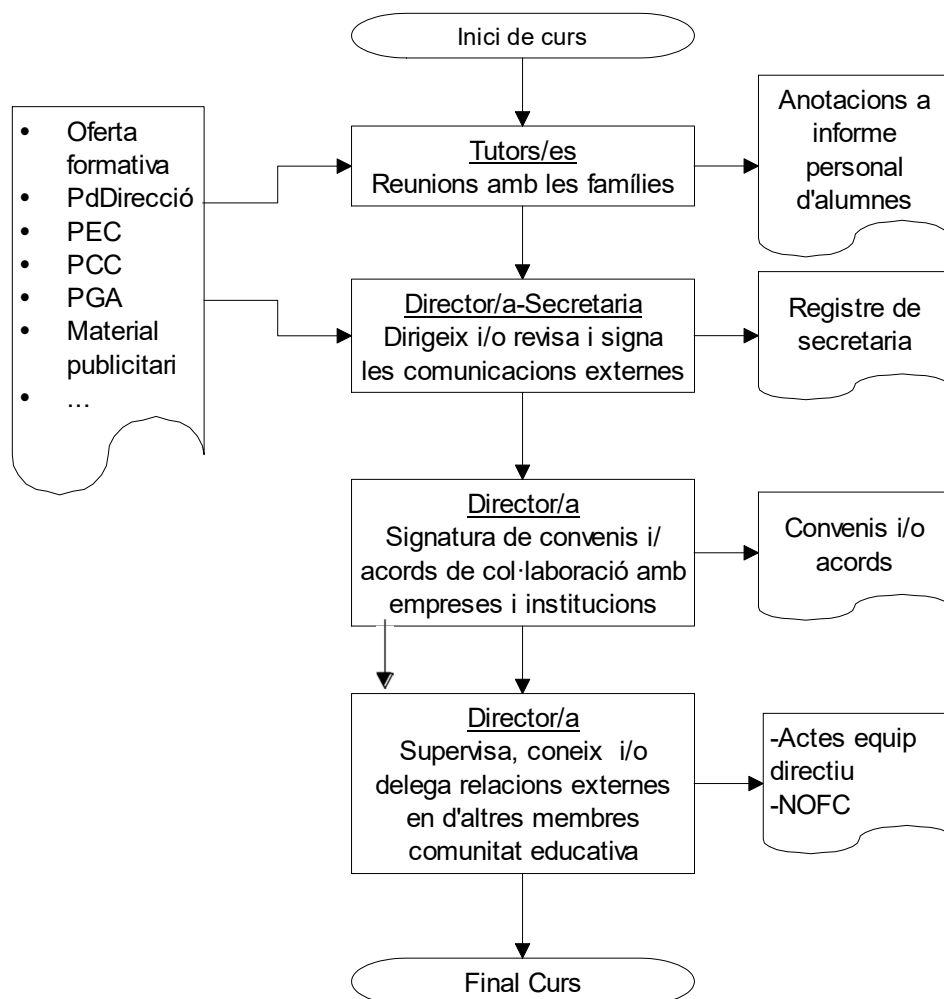 Inici de curs
• Oferta
formativa
• PdDirecció
• PEC
• PCC
• PGA
• Material
publicitari
• ...
Tutors/es
Reunions amb les famílies
Anotacions a
informe
personal
d'alumnes
Director/a-Secretaria
Dirigeix i/o revisa i signa
les comunicacions externes
Registre de
secretaria
Director/a
Signatura de convenis i/
acords de col·laboració amb
empreses i institucions
Convenis i/o
acords
Director/a
Supervisa, coneix i/o
delega relacions externes
en d'altres membres
comunitat educativa
-Actes equip
directiu
-NOFC
Final Curs